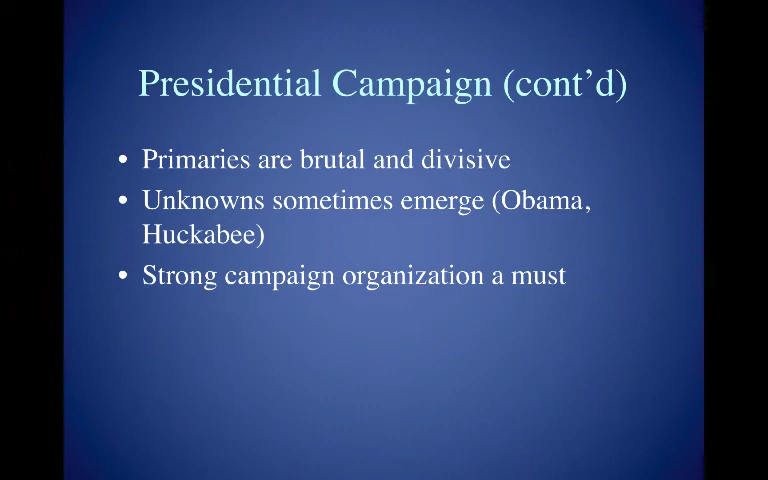 Presidential Campaign (cont’d)
• Primaries are brutal and divisive
• Unknowns sometimes emerge (Obama,
Huckabee)
• Strong campaign organization a must